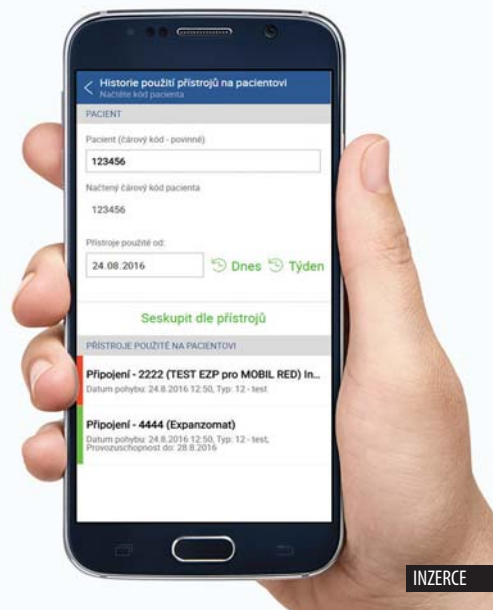 Historie použití přístrojů na pacientovi
Načtěte kód pacienta
PACIENT
Pacient (čárový kód - povinné)
123456
Načtený čárový kód pacienta
123456
Přístroje použité od:
24.08.2016 Dnes Týden
Seskupit dle přístrojů
PŘÍSTROJE POUŽITÉ NA PACIENTOVI
Připojení - 2222 (TEST EZP pro MOBIL RED) In...
Datum pohybu: 24.8.2016 12:50, Typ: 12 - test
Připojení - 4444 (Expanzomat)
Datum pohybu: 24.8.2016 12:50, Typ: 12 - test,
Provozuschopnost do: 28.8.2016
INZERCE